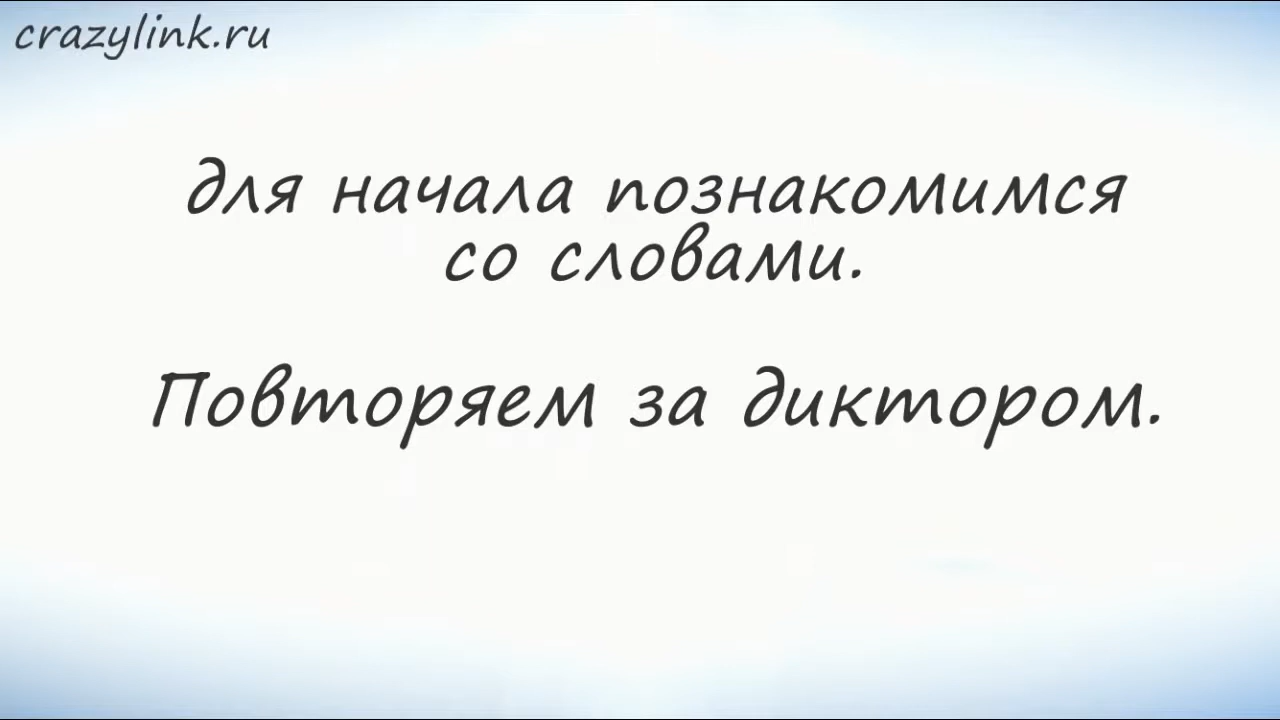 crazylink.ru
для начала познакомимся
со словами.
Повторяем за диктором.